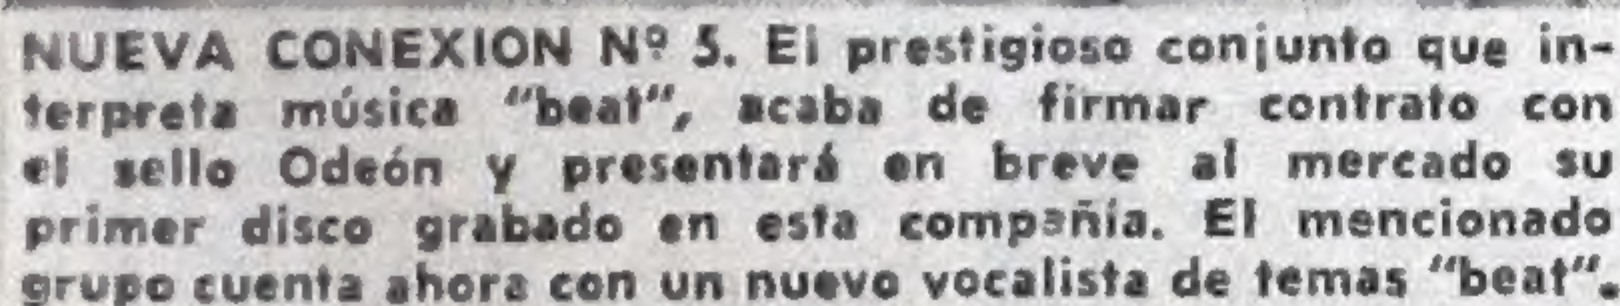 NUEVA CONEXION Nº 5. El prestigioso conjunto que in-
terpreta música "beat", acaba de firmar contrato con
el sello Odeón y presentará en breve al mercado su
primer disco grabado en esta compañía. El mencionado
grupo cuenta ahora con un nuevo vocalista de temas "beat".